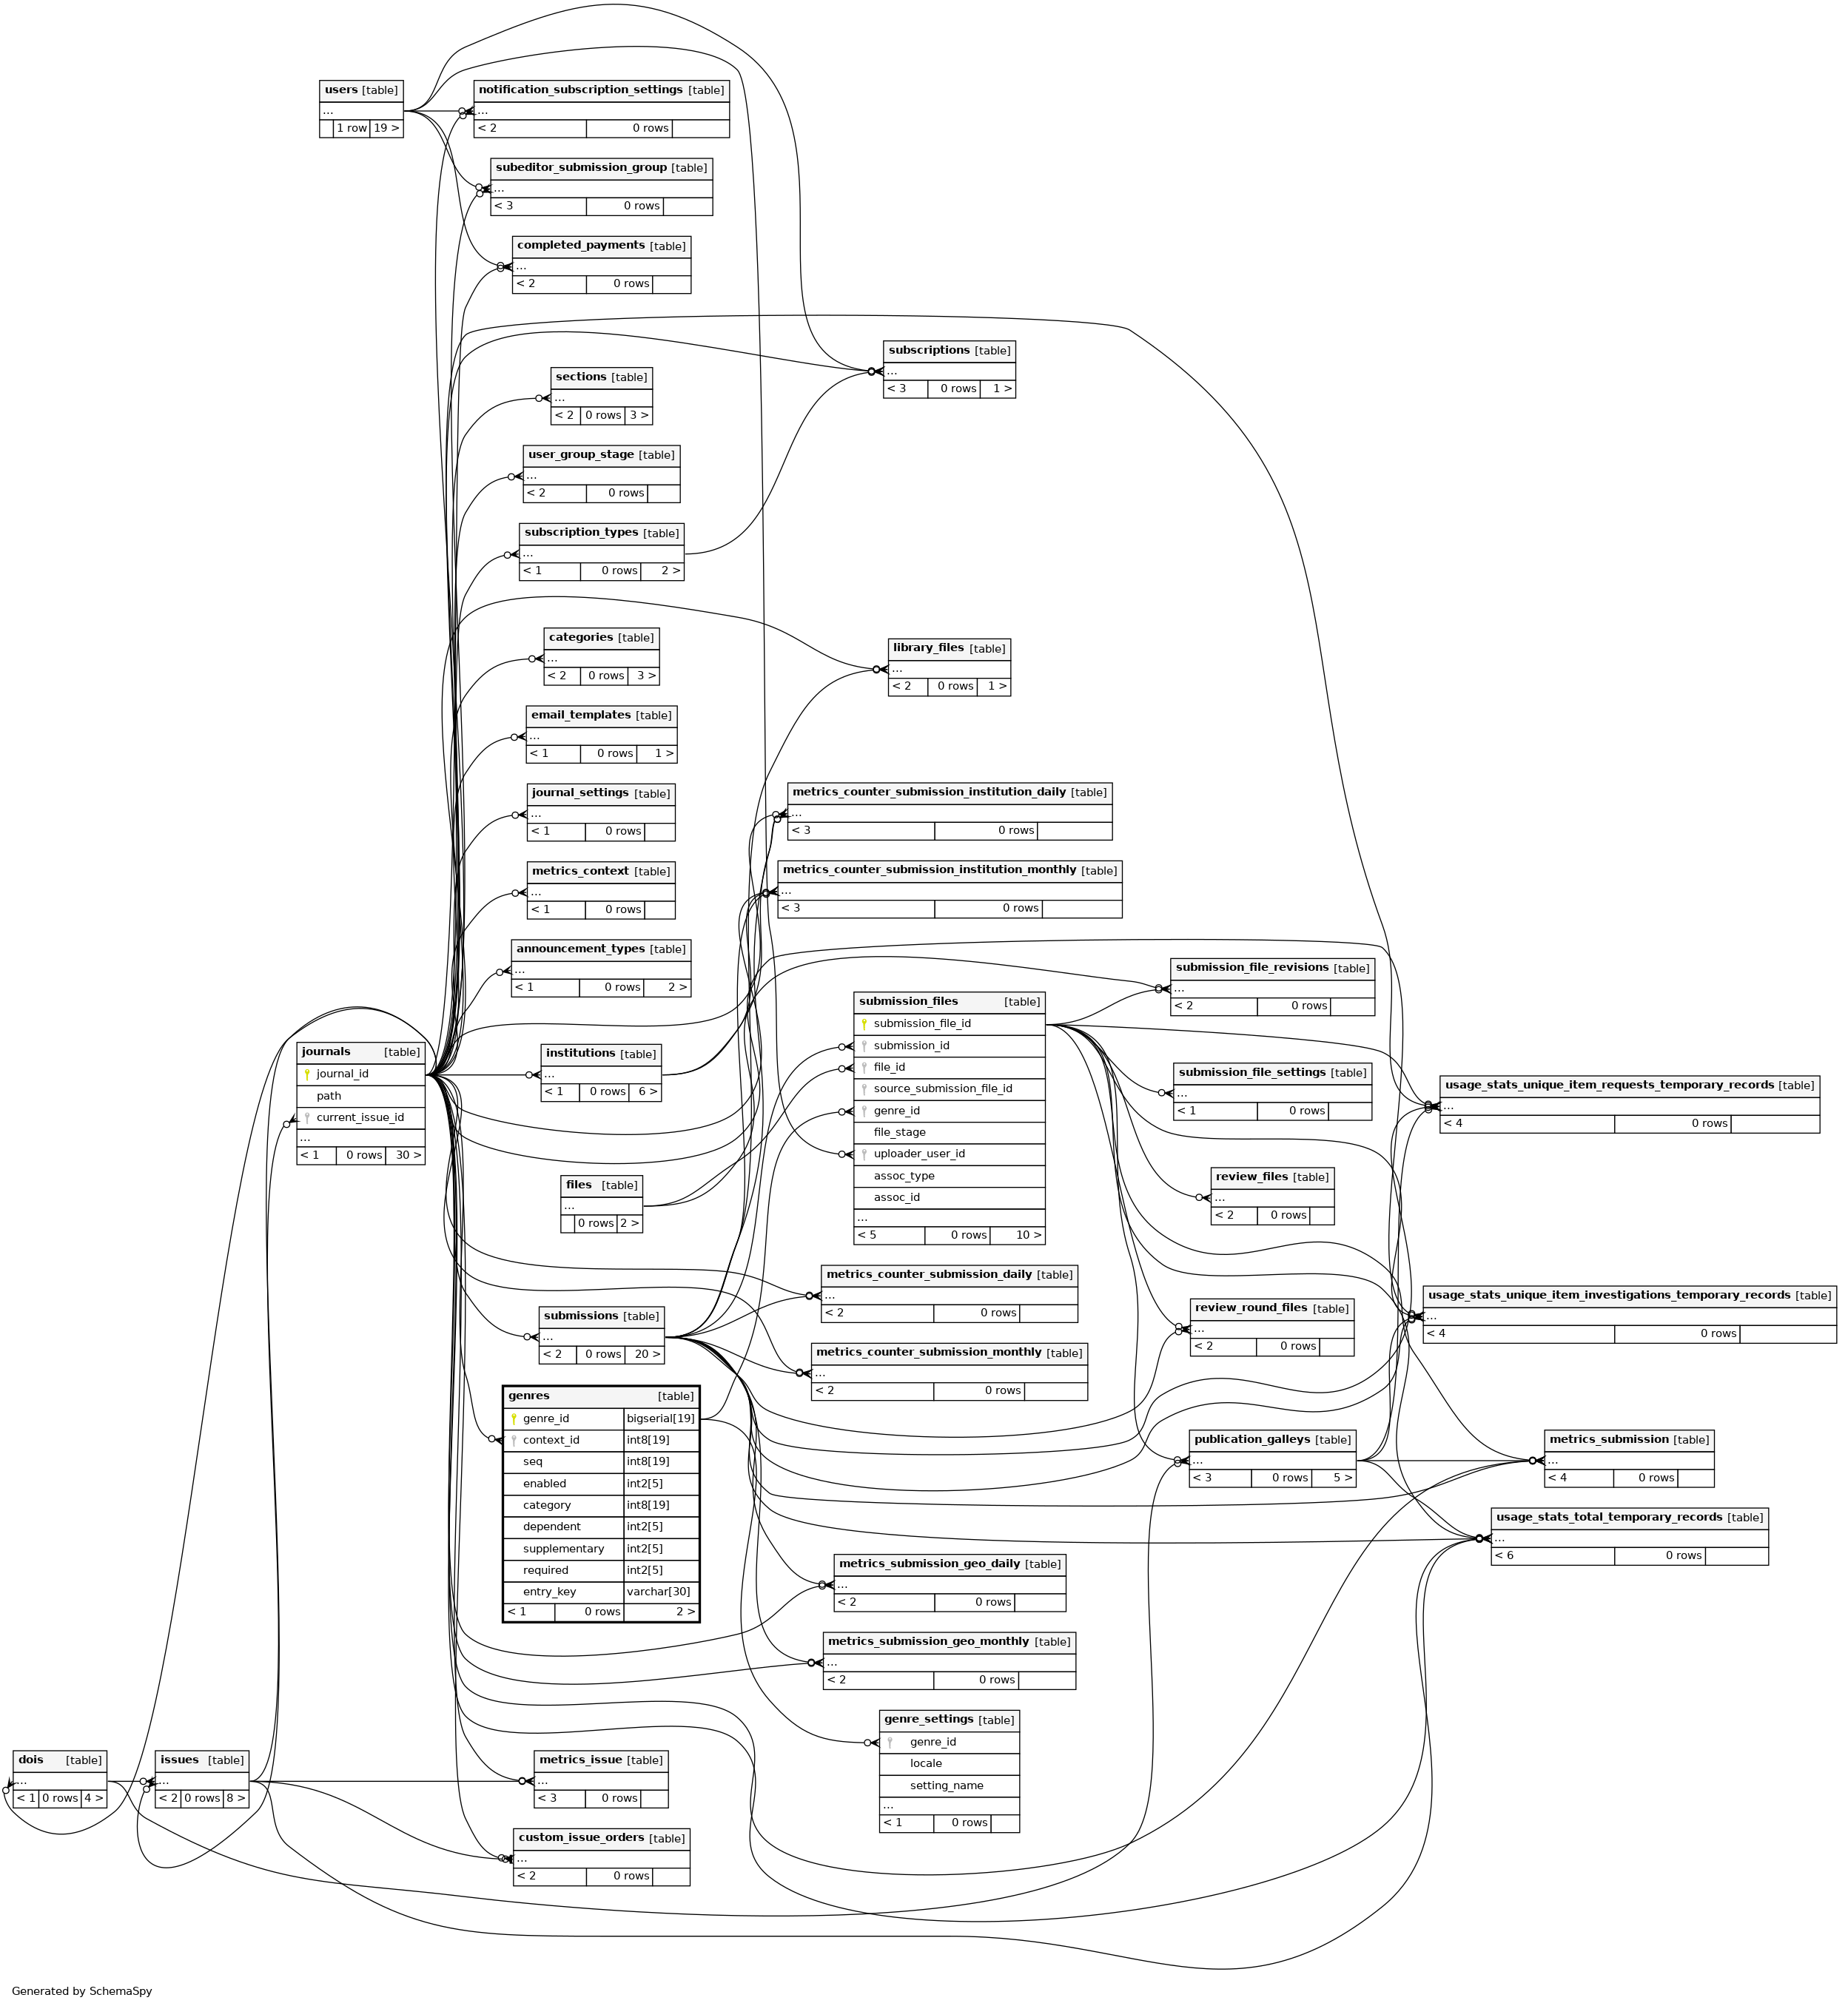 users [table]
...
1 row 19 >
notification_subscription_settings [table]
...
< 2 0 rows
subeditor_submission_group [table]
...
< 3 0 rows
completed_payments [table]
...
< 2 0 rows
subscriptions [table]
...
< 3 0 rows 1 >
sections [table]
...
< 2 0 rows 3 >
user_group_stage [table]
...
< 2 0 rows
subscription_types [table]
...
< 1 0 rows 2 >
categories [table]
...
< 2 0 rows 3 >
library_files [table]
...
< 2 0 rows 1 >
email_templates [table]
...
< 1 0 rows 1 >
journal_settings [table]
...
< 1 0 rows
metrics_counter_submission_institution_daily [table]
...
< 3 0 rows
metrics_context [table]
...
< 1 0 rows
metrics_counter_submission_institution_monthly [table]
...
< 3 0 rows
announcement_types [table]
...
< 1 0 rows 2 >
submission_file_revisions [table]
...
< 2 0 rows
submission_files [table]
submission_file_id
submission_id
file_id
source_submission_file_id
genre_id
file_stage
uploader_user_id
assoc_type
assoc_id
...
< 5 0 rows 10 >
journals [table]
journal_id
path
current_issue_id
...
< 1 0 rows 30 >
institutions [table]
...
< 1 0 rows 6 >
submission_file_settings [table]
...
< 1 0 rows
usage_stats_unique_item_requests_temporary_records [table]
...
< 4 0 rows
files [table]
...
0 rows 2 >
review_files [table]
...
< 2 0 rows
metrics_counter_submission_daily [table]
...
< 2 0 rows
usage_stats_unique_item_investigations_temporary_records [table]
...
< 4 0 rows
submissions [table]
...
< 2 0 rows 20 >
review_round_files [table]
...
< 2 0 rows
metrics_counter_submission_monthly [table]
...
< 2 0 rows
genres [table]
genre_id bigserial[19]
context_id int8[19]
seq int8[19]
enabled int2[5]
category int8[19]
dependent int2[5]
supplementary int2[5]
required int2[5]
entry_key varchar[30]
< 1 0 rows 2 >
publication_galleys [table]
...
< 3 0 rows 5 >
metrics_submission [table]
...
< 4 0 rows
usage_stats_total_temporary_records [table]
...
< 6 0 rows
metrics_submission_geo_daily [table]
...
< 2 0 rows
metrics_submission_geo_monthly [table]
...
< 2 0 rows
genre_settings [table]
genre_id
locale
setting_name
...
< 1 0 rows
dois [table]
...
< 1 0 rows 4 >
issues [table]
...
< 2 0 rows 8 >
metrics_issue [table]
...
< 3 0 rows
custom_issue_orders [table]
...
< 2 0 rows
Generated by SchemaSpy